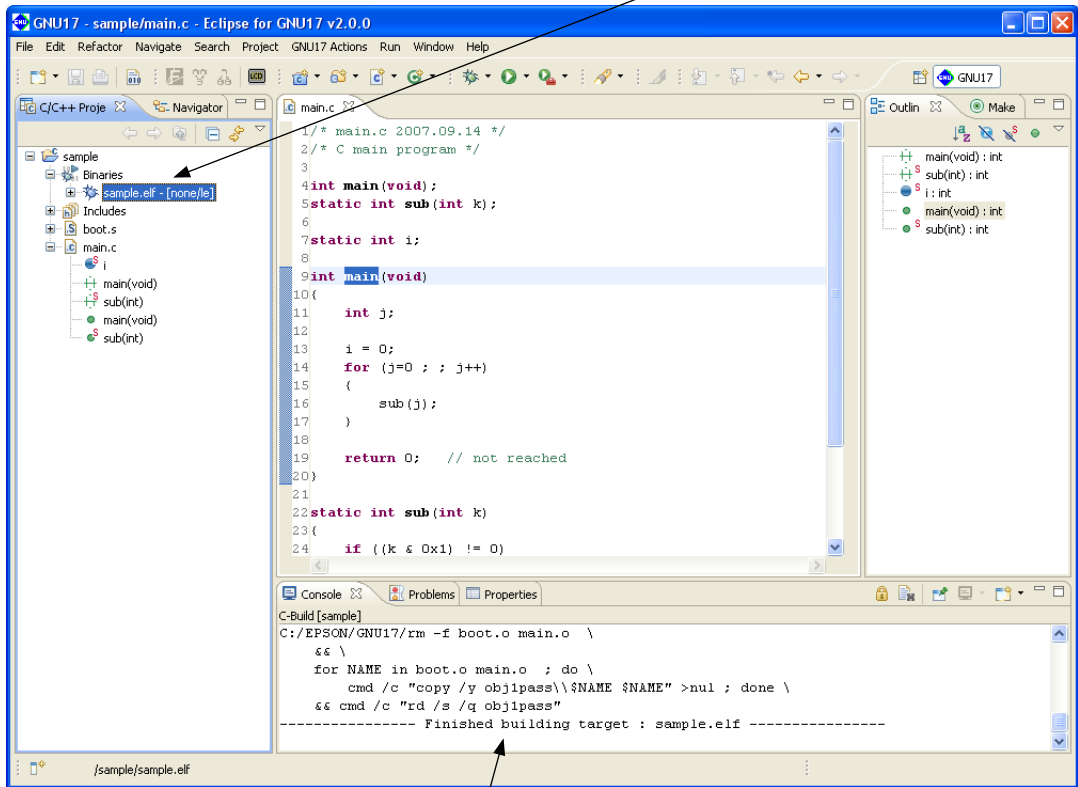 GNU17 - sample/main.c - Eclipse for GNU17 v2.0.0
File Edit Refactor Navigate Search Project GNU17 Actions Run Window Help
GNU17
C/C++ Proje
Navigator
sample
Binaries
sample.elf - [none/le]
Includes
boot.s
main.c
i
main(void)
sub(int)
main(void)
sub(int)
main.c
1/* main.c 2007.09.14 */
2/* C main program */
3
4int main(void);
5static int sub(int k);
6
7static int i;
8
9int main(void)
10{
11    int j;
12
13    i = 0;
14    for (j=0 ; ; j++)
15    {
16        sub(j);
17    }
18
19    return 0;   // not reached
20}
21
22static int sub(int k)
23{
24    if ((k & 0x1) != 0)
Outlin
Make
main(void) : int
sub(int) : int
i : int
main(void) : int
sub(int) : int
Console
Problems
Properties
C-Build [sample]
C:/EPSON/GNU17/rm -f boot.o main.o  \
    && \
    for NAME in boot.o main.o  ; do \
        cmd /c "copy /y obj1pass\\$NAME $NAME" >nul ; done \
    && cmd /c "rd /s /q obj1pass"
---------------- Finished building target : sample.elf ----------------
/sample/sample.elf